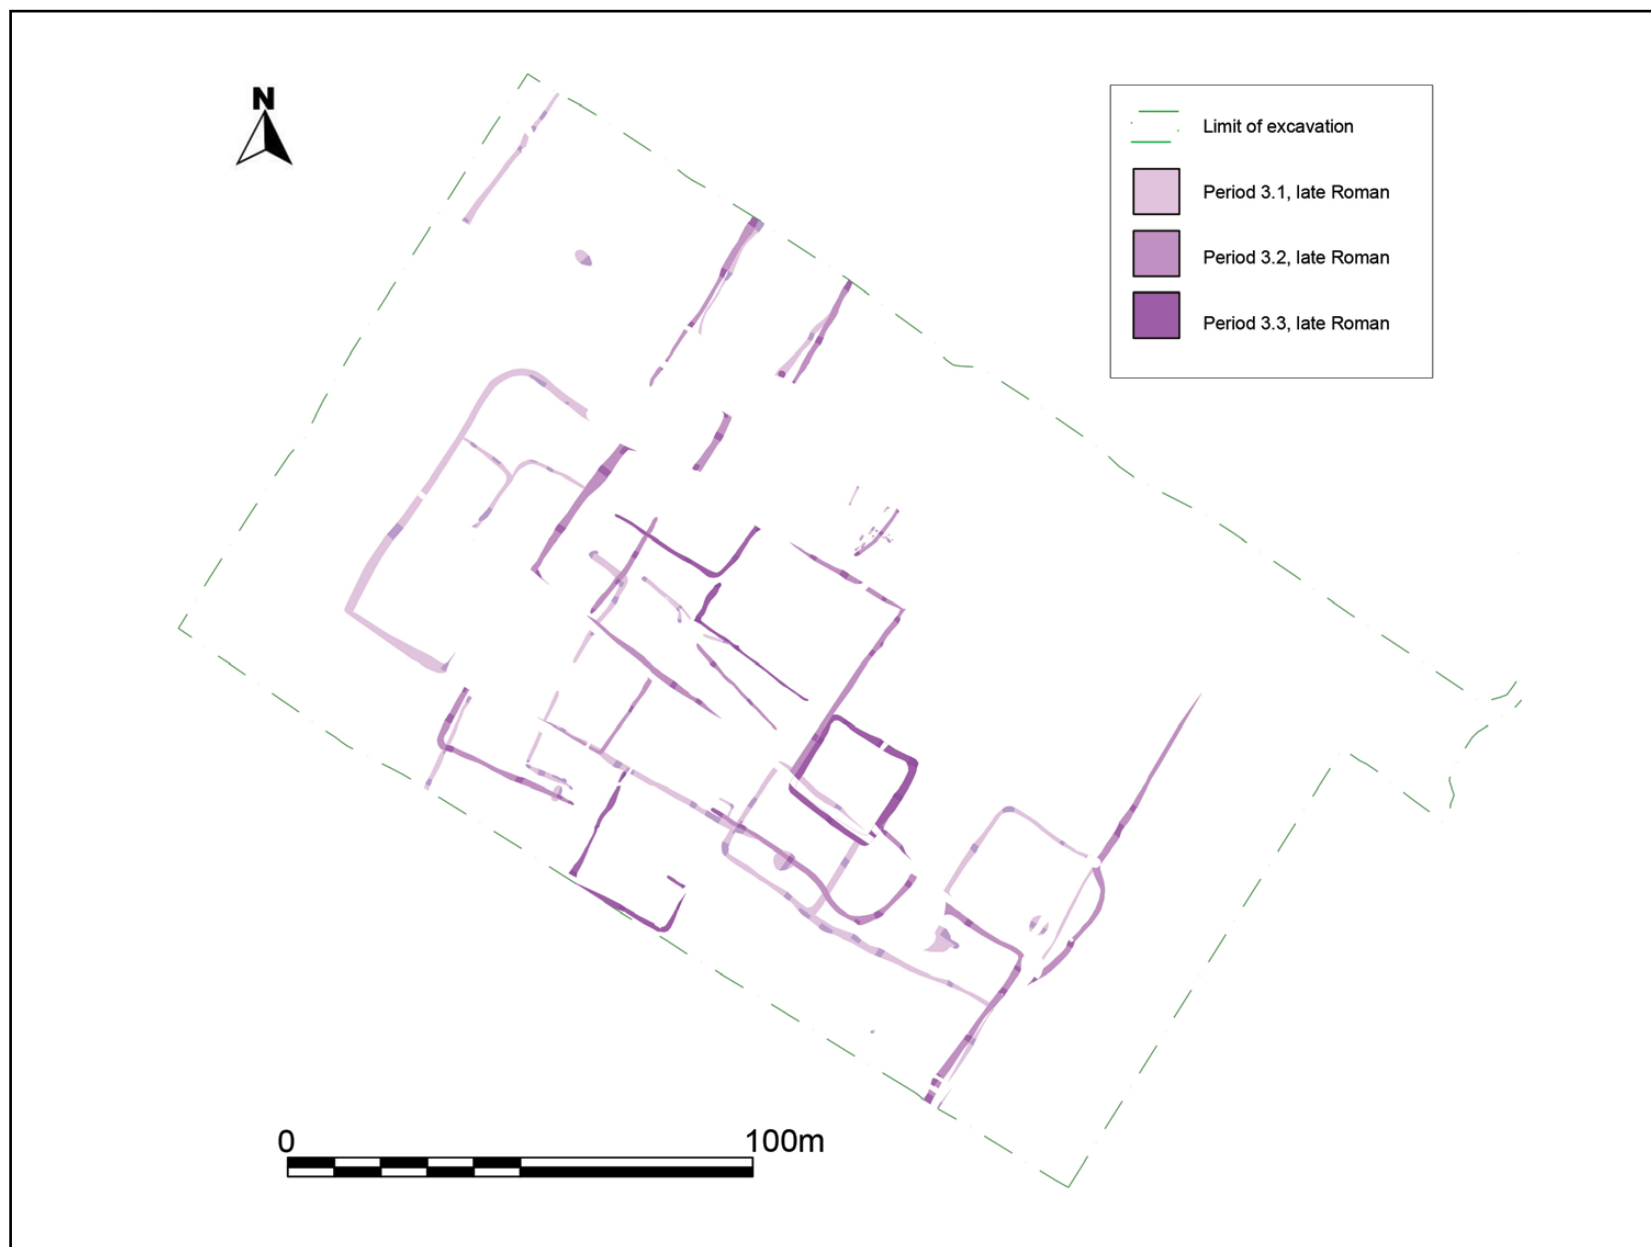 N
Limit of excavation
Period 3.1, late Roman
Period 3.2, late Roman
Period 3.3, late Roman
0 100m